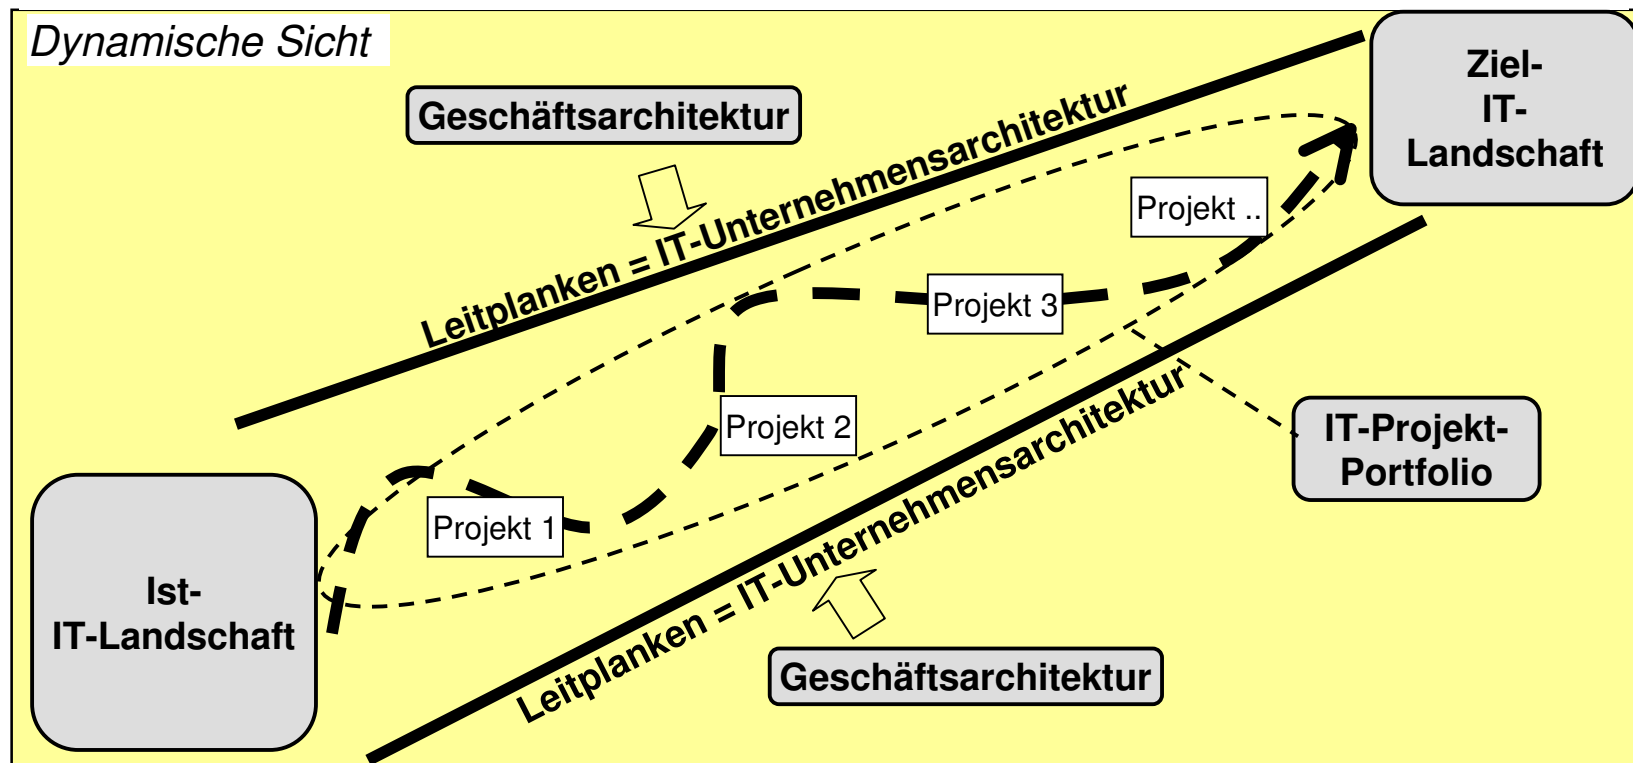 Dynamische Sicht
Ziel-
IT-
Landschaft
Geschäftsarchitektur
Leitplanken = IT-Unternehmensarchitektur
Projekt ..
Projekt 3
Projekt 2
IT-Projekt-
Portfolio
Projekt 1
Ist-
IT-Landschaft
Leitplanken = IT-Unternehmensarchitektur
Geschäftsarchitektur